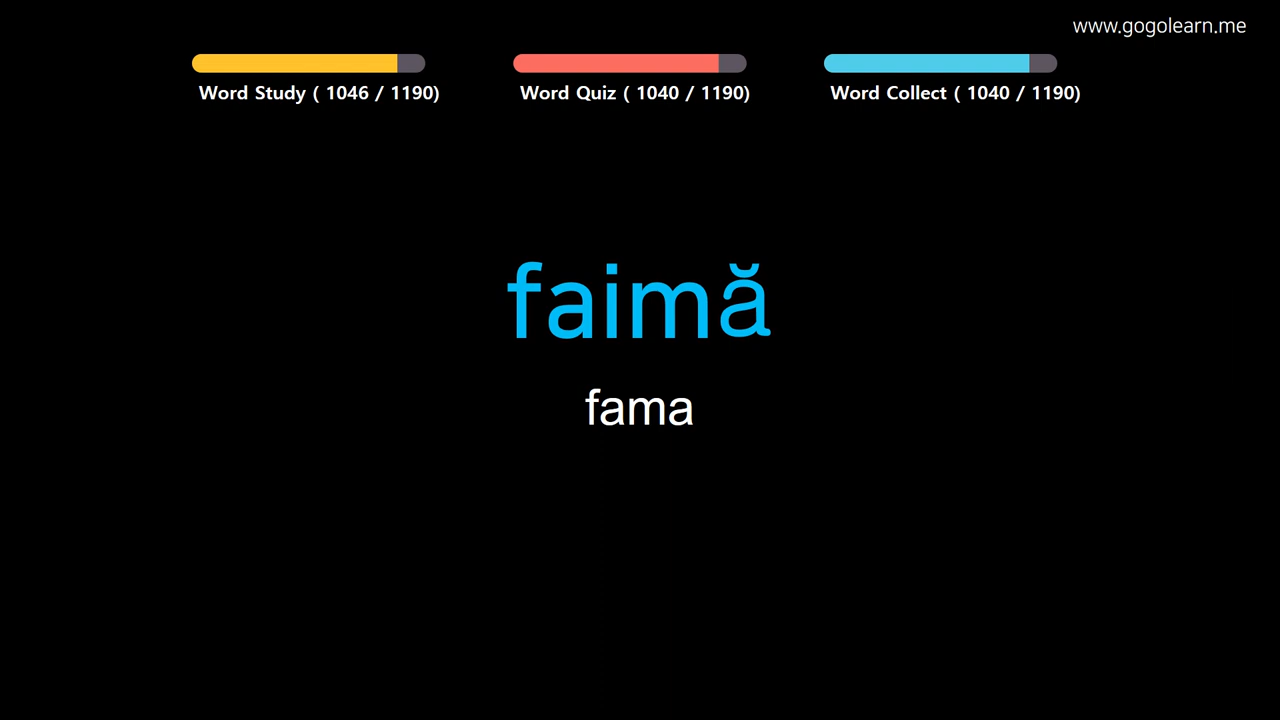 www.gogolearn.me
Word Study ( 1046 / 1190)
Word Quiz ( 1040 / 1190)
Word Collect ( 1040 / 1190)
faimă
fama